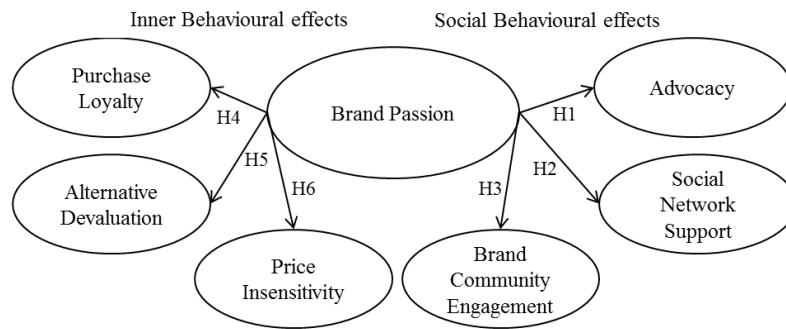 Inner Behavioural effects
Social Behavioural effects
Purchase
Loyalty
Brand Passion
Advocacy
H4
H1
H5
H2
H6
H3
Alternative
Devaluation
Social
Network
Support
Price
Insensitivity
Brand
Community
Engagement